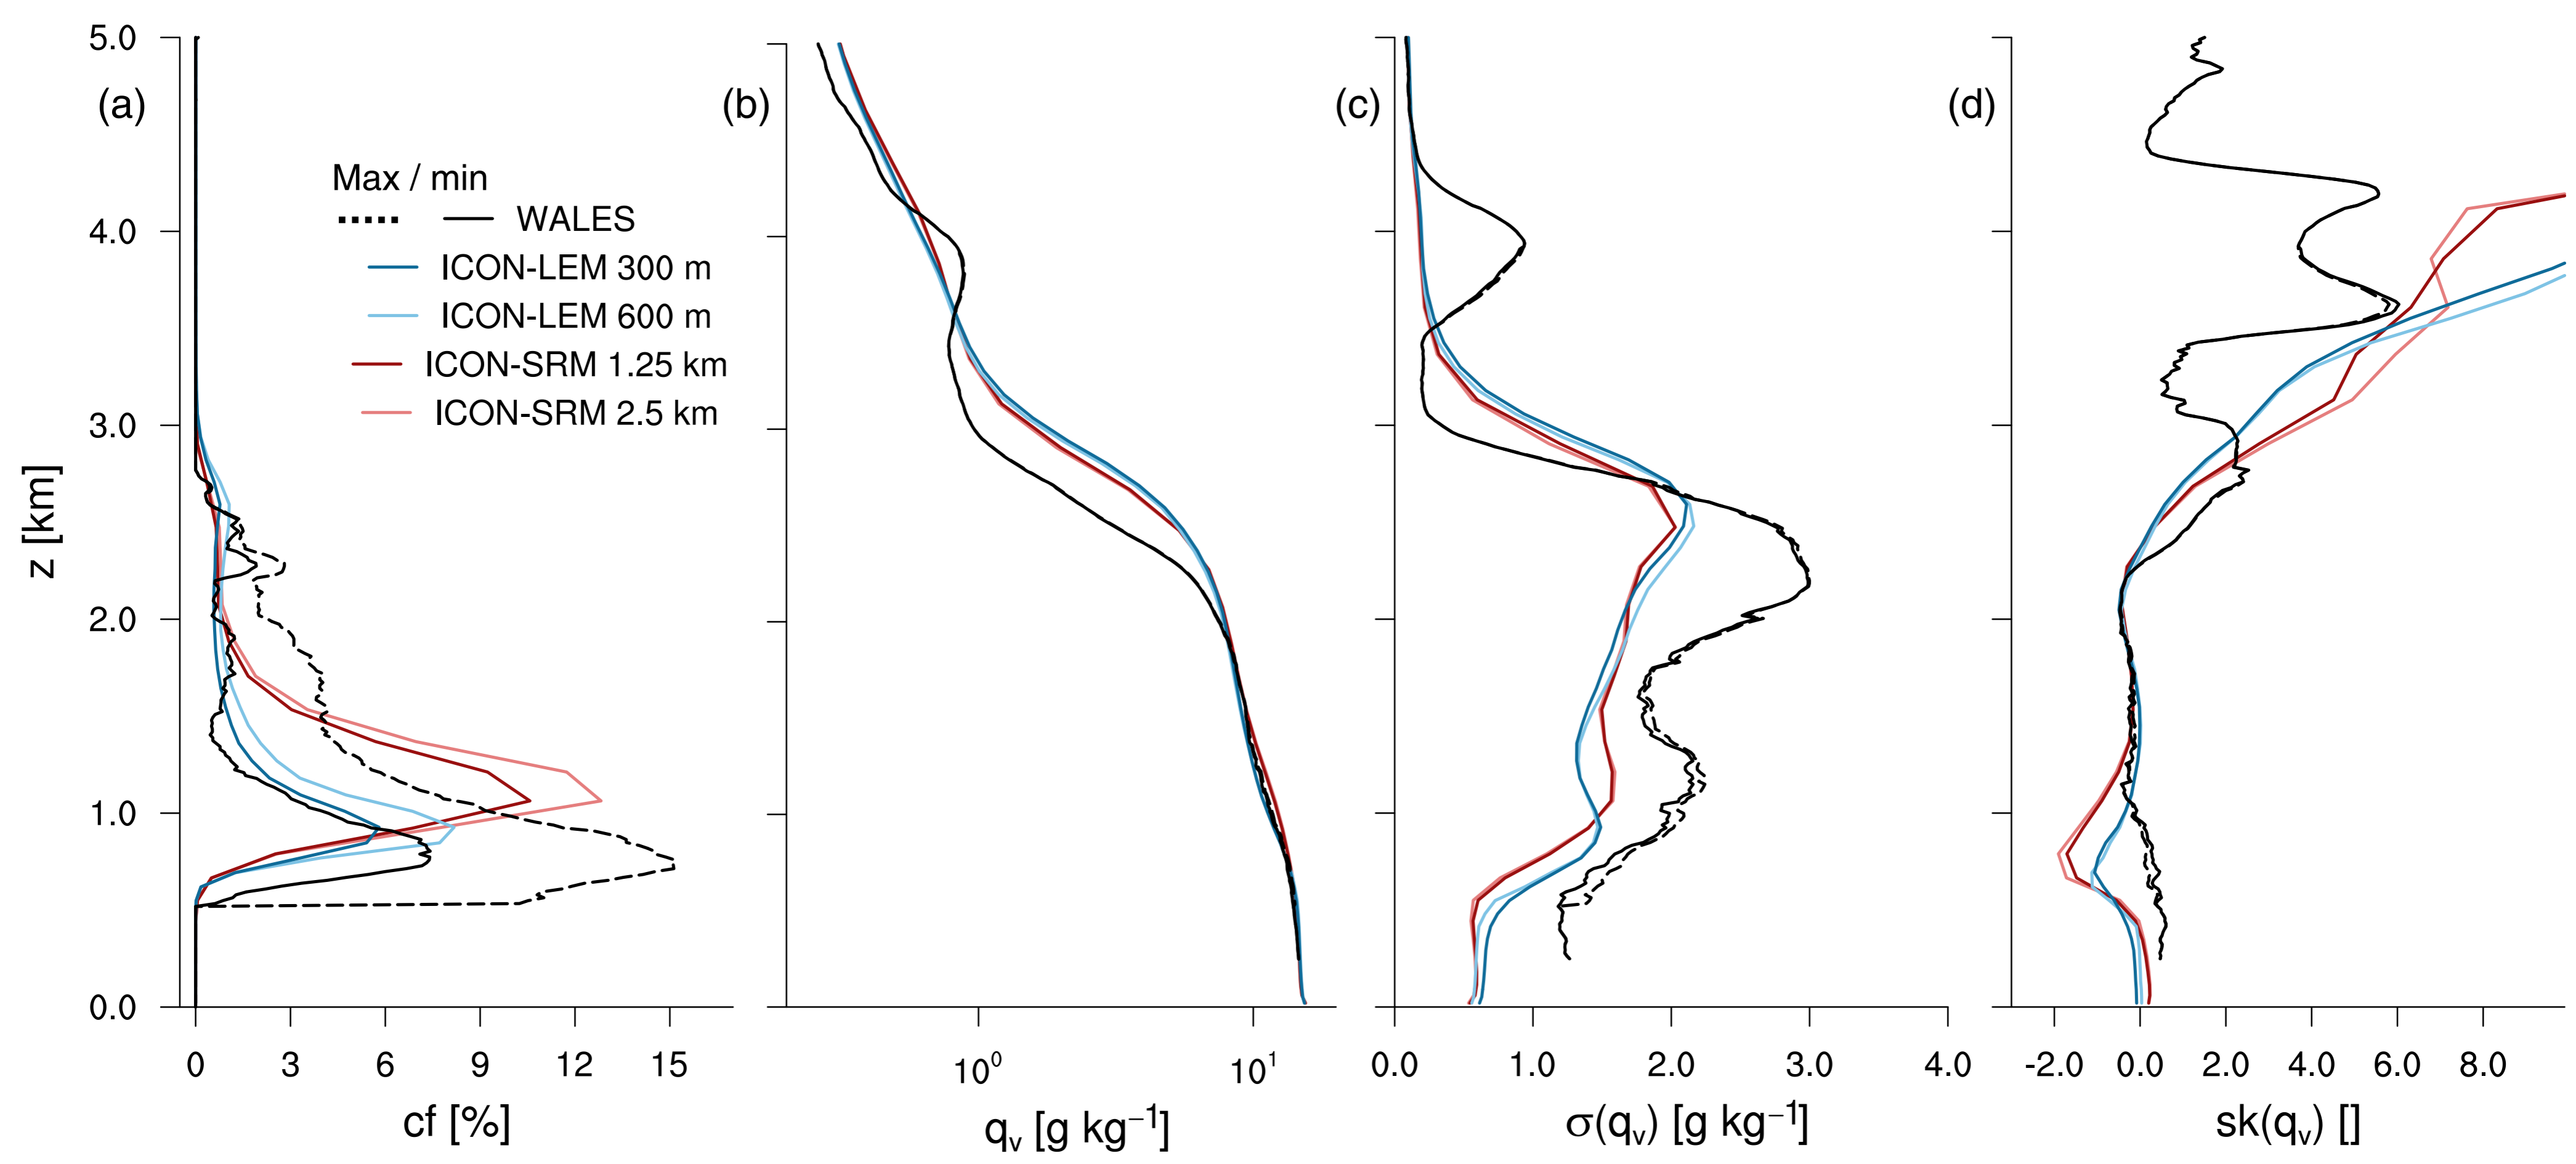 (a)
(b)
(c)
(d)
Max / min
WALES
ICON-LEM 300 m
ICON-LEM 600 m
ICON-SRM 1.25 km
ICON-SRM 2.5 km
z [km]
5.0
4.0
3.0
2.0
1.0
0.0
0 3 6 9 12 15
cf [%]
10⁰ 10¹
qᵥ [g kg⁻¹]
0.0 1.0 2.0 3.0 4.0
σ(qᵥ) [g kg⁻¹]
-2.0 0.0 2.0 4.0 6.0 8.0
sk(qᵥ) []